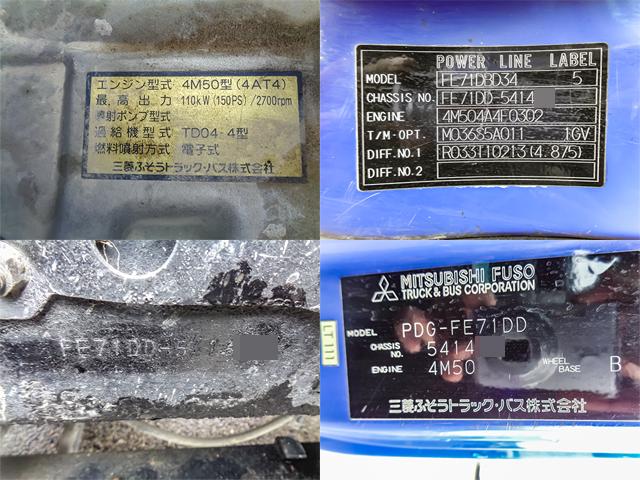 エンジン型式 4M50型(4AT4)
最高出力 110kW(150PS)/2700rpm
噴射ポンプ型式
過給機型式 TD04-4型
燃料噴射方式 電子式
三菱ふそうトラック・バス株式会社
POWER LINE LABEL
MODEL FE71DBD34 5
CHASSIS NO. FE71DD-5414
ENGINE 4M504A4F0302
T/M-OPT. M036S5A011 1GV
DIFF.NO.1 R033T10213(4.875)
DIFF.NO.2
FE71DD-
MITSUBISHI FUSO
TRUCK & BUS CORPORATION
MODEL PDG-FE71DD
CHASSIS NO. 5414
ENGINE 4M50
WHEEL BASE B
三菱ふそうトラック・バス株式会社